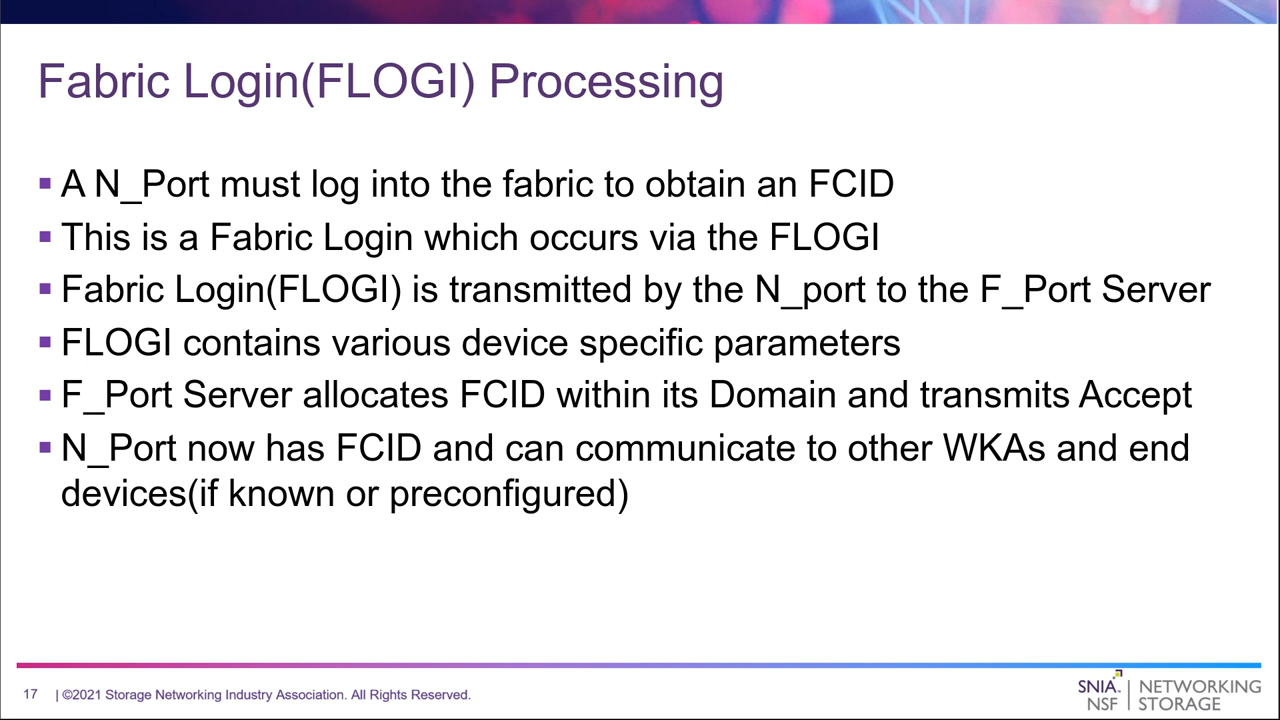 Fabric Login(FLOGI) Processing
A N_Port must log into the fabric to obtain an FCID
This is a Fabric Login which occurs via the FLOGI
Fabric Login(FLOGI) is transmitted by the N_port to the F_Port Server
FLOGI contains various device specific parameters
F_Port Server allocates FCID within its Domain and transmits Accept
N_Port now has FCID and can communicate to other WKAs and end
devices(if known or preconfigured)
17 | ©2021 Storage Networking Industry Association. All Rights Reserved.
SNIA. | NETWORKING
NSF | STORAGE